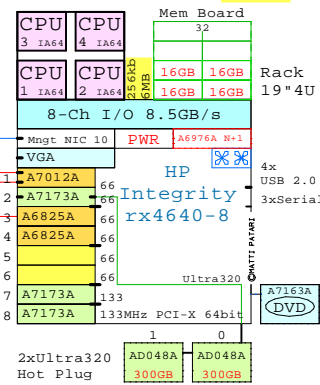 Mem Board
32
CPU
3 IA64
CPU
4 IA64
CPU
1 IA64
CPU
2 IA64
256kb
6MB
16GB 16GB
16GB 16GB
Rack
19"4U
8-Ch I/O 8.5GB/s
Mngt NIC 10
PWR
A6976A N+1
VGA
HP
Integrity
rx4640-8
4x
USB 2.0
3xSerial
1 A7012A
66
2 A7173A
66
3 A6825A
66
4 A6825A
66
5
66
6
66
7 A7173A
133
8 A7173A
133MHz PCI-X 64bit
Ultra320
©MATTI PATARI
A7163A
DVD
1 0
2xUltra320
Hot Plug
AD048A
300GB
AD048A
300GB